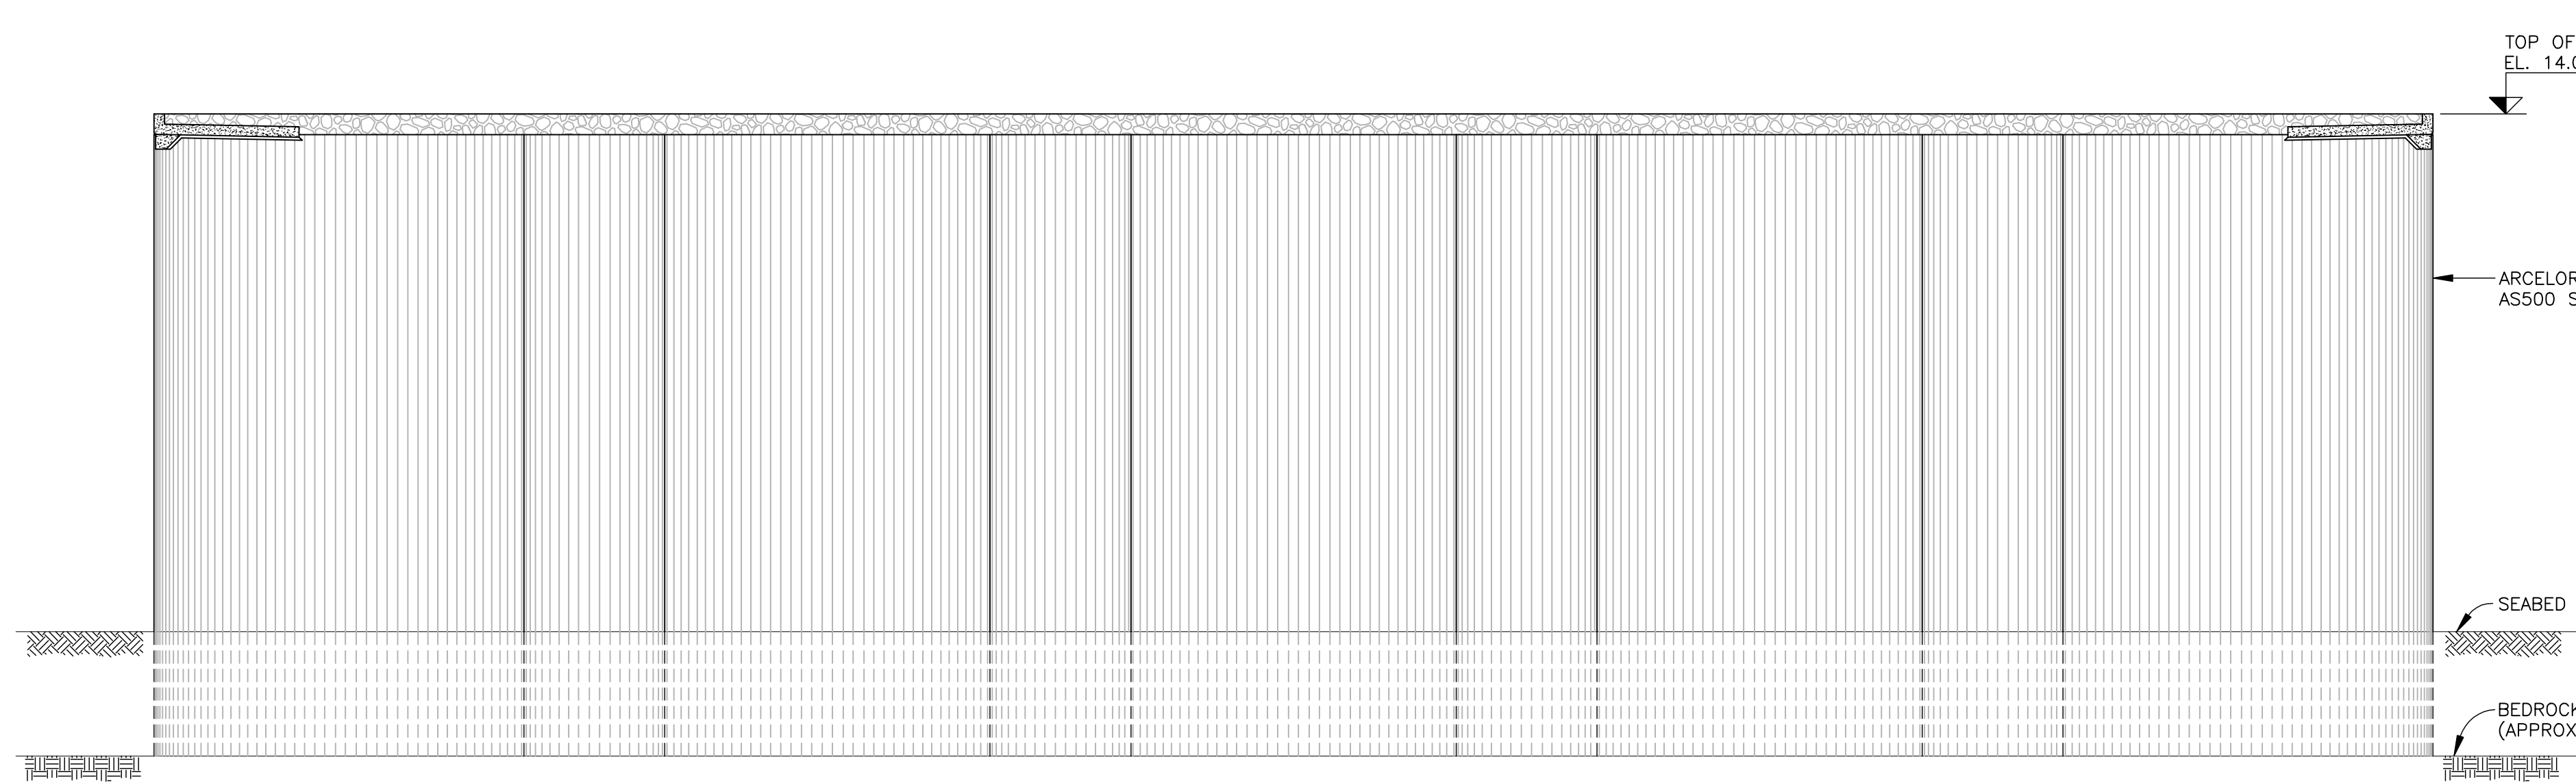 TOP OF
EL. 14.0
ARCELOR
AS500 S
SEABED
BEDROCK
(APPROX